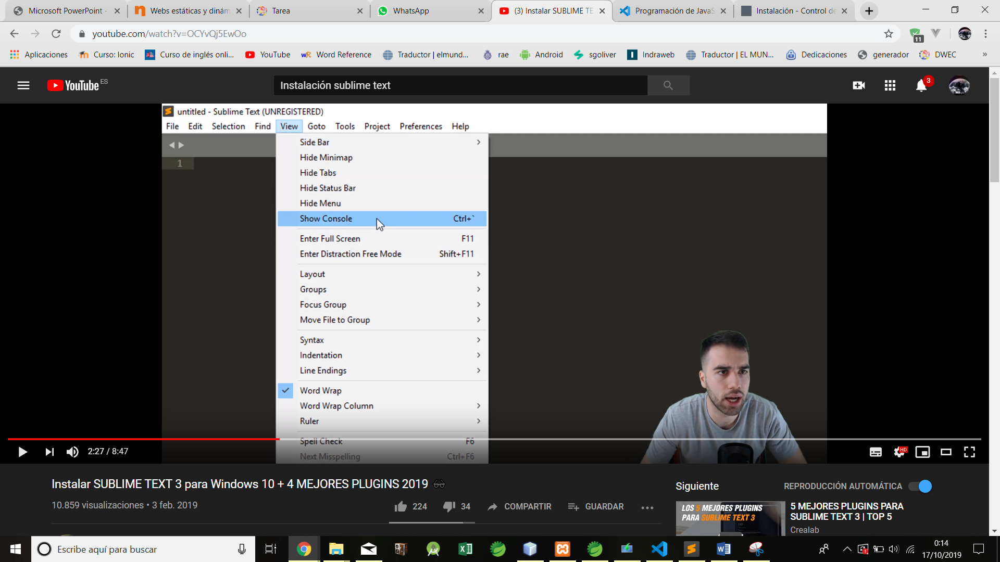 Microsoft PowerPoint -
Webs estáticas y dinám
Tarea
WhatsApp
(3) Instalar SUBLIME TE
Programación de JavaS
Instalación - Control de
youtube.com/watch?v=OCYvQj5EwOo
11
Aplicaciones
Curso: Ionic
Curso de inglés onli...
YouTube
WR Word Reference
Traductor | elmund...
rae
Android
sgoliver
Indraweb
Traductor | EL MUN...
Dedicaciones
generador
DWEC
»
YouTube ES
Instalación sublime text
3
untitled - Sublime Text (UNREGISTERED)
File Edit Selection Find View Goto Tools Project Preferences Help
1
Side Bar
Hide Minimap
Hide Tabs
Hide Status Bar
Hide Menu
Show Console Ctrl+`
Enter Full Screen F11
Enter Distraction Free Mode Shift+F11
Layout
Groups
Focus Group
Move File to Group
Syntax
Indentation
Line Endings
Word Wrap
Word Wrap Column
Ruler
Spell Check F6
Next Misspelling Ctrl+F6
2:27 / 8:47
HD
Instalar SUBLIME TEXT 3 para Windows 10 + 4 MEJORES PLUGINS 2019
10.859 visualizaciones • 3 feb. 2019
224
34
COMPARTIR
GUARDAR
Siguiente
REPRODUCCIÓN AUTOMÁTICA
LOS 5 MEJORES PLUGINS
PARA SUBLIME TEXT 3
5 MEJORES PLUGINS PARA
SUBLIME TEXT 3 | TOP 5
Crealab
Escribe aquí para buscar
0:14
17/10/2019